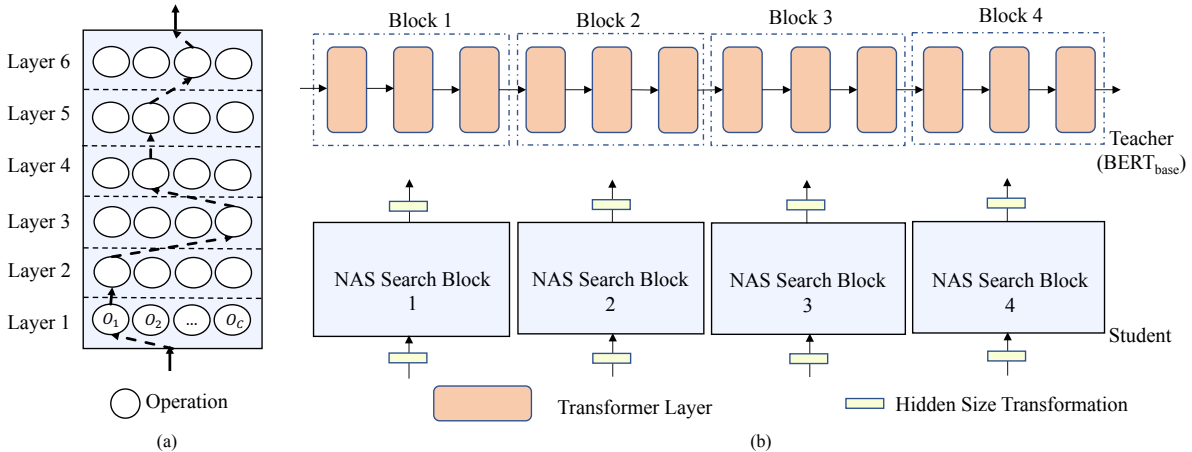 Layer 6
Layer 5
Layer 4
Layer 3
Layer 2
Layer 1
O1 O2 ... OC
Operation
(a)
Block 1 Block 2 Block 3 Block 4
Teacher
(BERTbase)
NAS Search Block
1
NAS Search Block
2
NAS Search Block
3
NAS Search Block
4
Student
Transformer Layer
Hidden Size Transformation
(b)